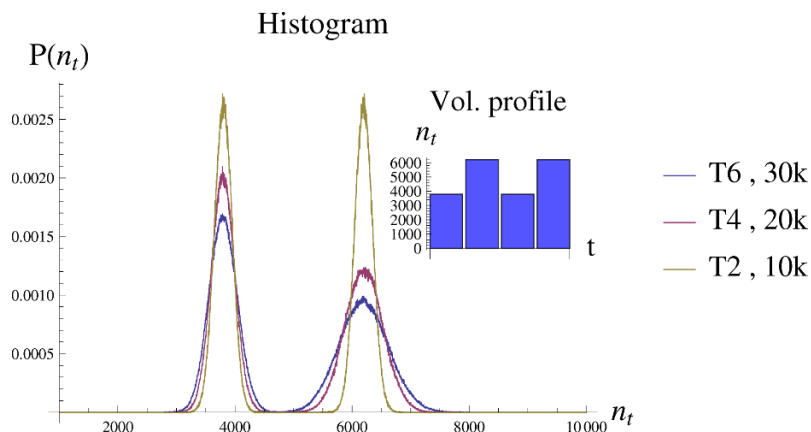 Histogram
P(n_t)
0.0025
0.0020
0.0015
0.0010
0.0005
2000
4000
6000
8000
10 000
n_t
Vol. profile
n_t
6000
5000
4000
3000
2000
1000
0
t
T6 , 30k
T4 , 20k
T2 , 10k